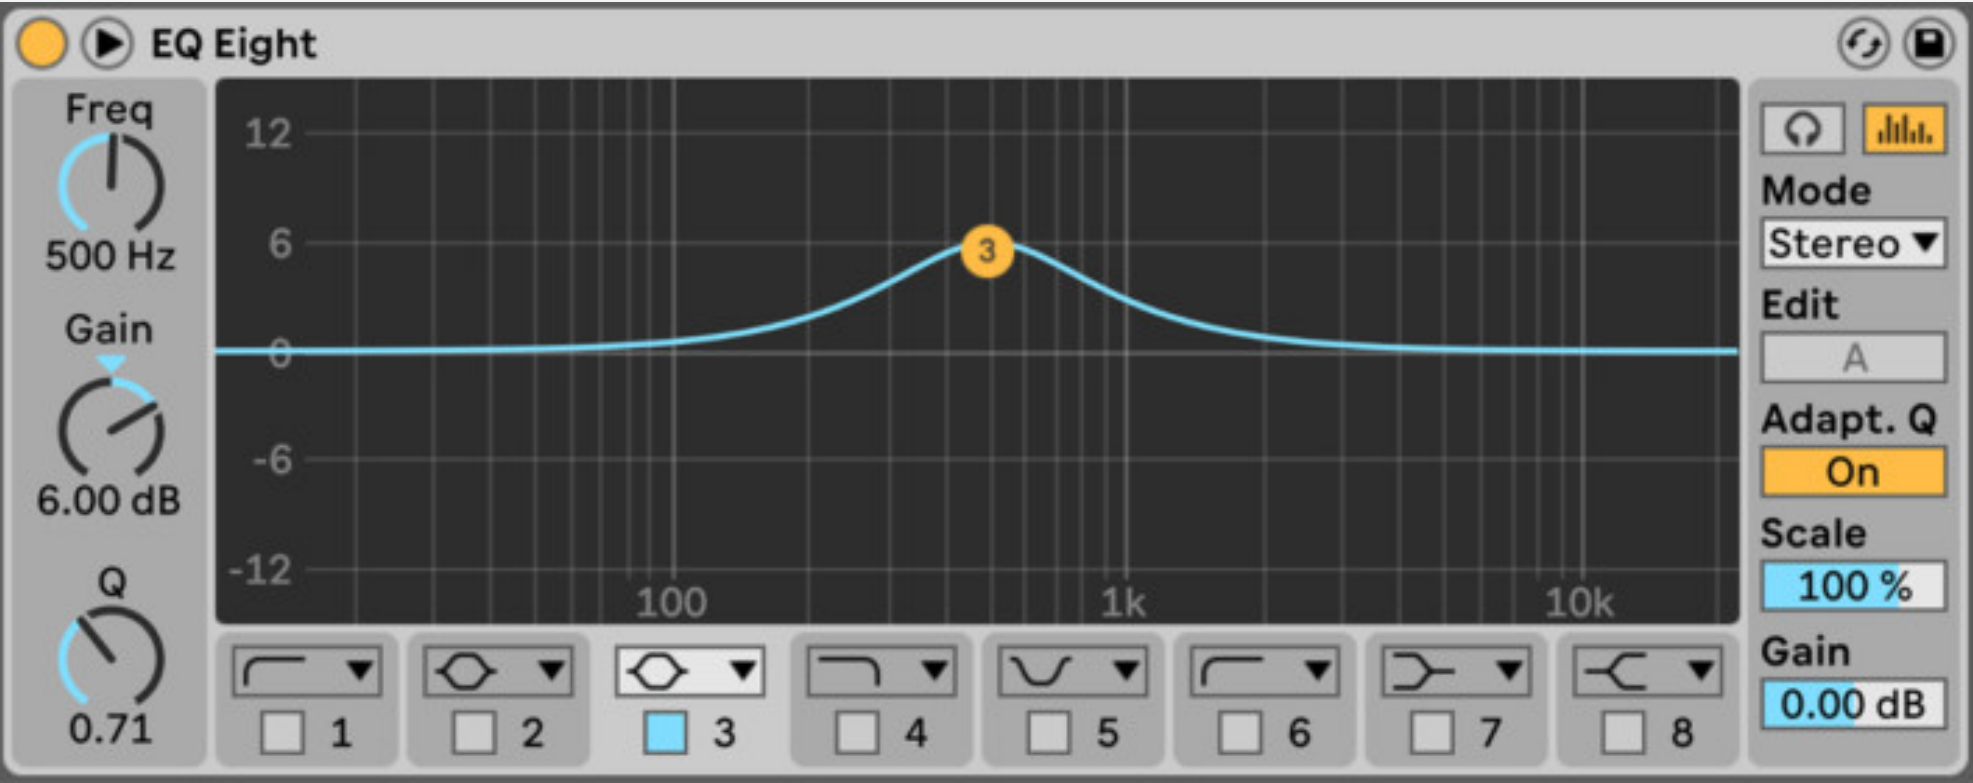 EQ Eight
Freq
500 Hz
Gain
6.00 dB
Q
0.71
12
6
0
-6
-12
100 1k 10k
3
1 2 3 4 5 6 7 8
Mode
Stereo
Edit
A
Adapt. Q
On
Scale
100 %
Gain
0.00 dB